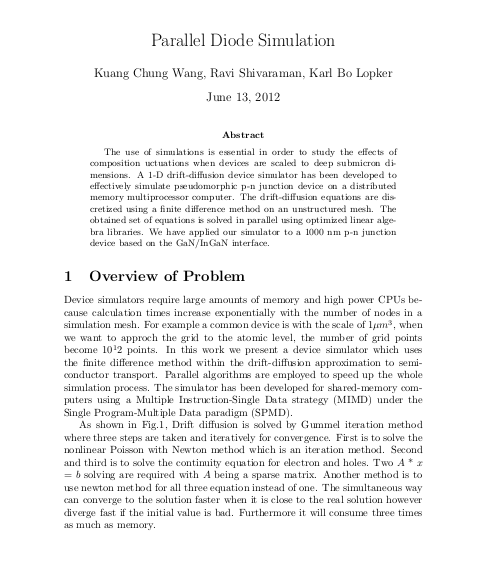 Parallel Diode Simulation
Kuang Chung Wang, Ravi Shivaraman, Karl Bo Lopker
June 13, 2012
Abstract
The use of simulations is essential in order to study the effects of
composition uctuations when devices are scaled to deep submicron di-
mensions. A 1-D drift-diffusion device simulator has been developed to
effectively simulate pseudomorphic p-n junction device on a distributed
memory multiprocessor computer. The drift-diffusion equations are dis-
cretized using a finite difference method on an unstructured mesh. The
obtained set of equations is solved in parallel using optimized linear alge-
bra libraries. We have applied our simulator to a 1000 nm p-n junction
device based on the GaN/InGaN interface.
1 Overview of Problem
Device simulators require large amounts of memory and high power CPUs be-
cause calculation times increase exponentially with the number of nodes in a
simulation mesh. For example a common device is with the scale of 1μm³, when
we want to approch the grid to the atomic level, the number of grid points
become 10¹2 points. In this work we present a device simulator which uses
the finite difference method within the drift-diffusion approximation to semi-
conductor transport. Parallel algorithms are employed to speed up the whole
simulation process. The simulator has been developed for shared-memory com-
puters using a Multiple Instruction-Single Data strategy (MIMD) under the
Single Program-Multiple Data paradigm (SPMD).
As shown in Fig.1, Drift diffusion is solved by Gummel iteration method
where three steps are taken and iteratively for convergence. First is to solve the
nonlinear Poisson with Newton method which is an iteration method. Second
and third is to solve the continuity equation for electron and holes. Two A * x
= b solving are required with A being a sparse matrix. Another method is to
use newton method for all three equation instead of one. The simultaneous way
can converge to the solution faster when it is close to the real solution however
diverge fast if the initial value is bad. Furthermore it will consume three times
as much as memory.